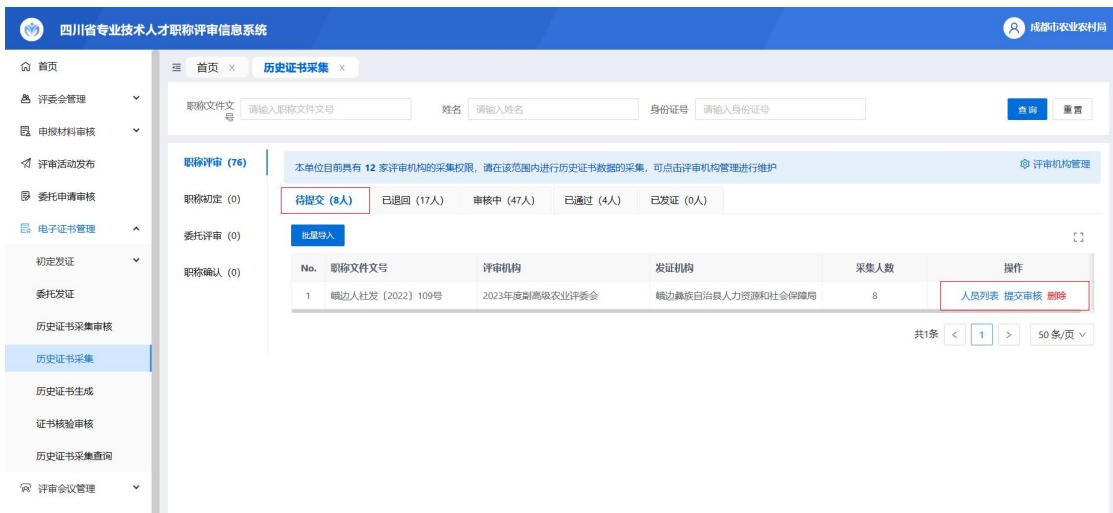 四川省专业技术人才职称评审信息系统
成都市农业农村局
首页
评委会管理
申报材料审核
评审活动发布
委托申请审核
电子证书管理
初定发证
委托发证
历史证书采集审核
历史证书采集
历史证书生成
证书核验审核
历史证书采集查询
评审会议管理
首页 ×
历史证书采集 ×
职称文件文号 请输入职称文件文号
姓名 请输入姓名
身份证号 请输入身份证号
查询 重置
职称评审 (76)
职称初定 (0)
委托评审 (0)
职称确认 (0)
本单位目前具有 12 家评审机构的采集权限，请在该范围内进行历史证书数据的采集，可点击评审机构管理进行维护
评审机构管理
待提交 (8人) 已退回 (17人) 审核中 (47人) 已通过 (4人) 已发证 (0人)
批量导入
No. 职称文件文号 评审机构 发证机构 采集人数 操作
1 峨边人社发〔2022〕109号 2023年度副高级农业评委会 峨边彝族自治县人力资源和社会保障局 8 人员列表 提交审核 删除
共1条 < 1 > 50 条/页